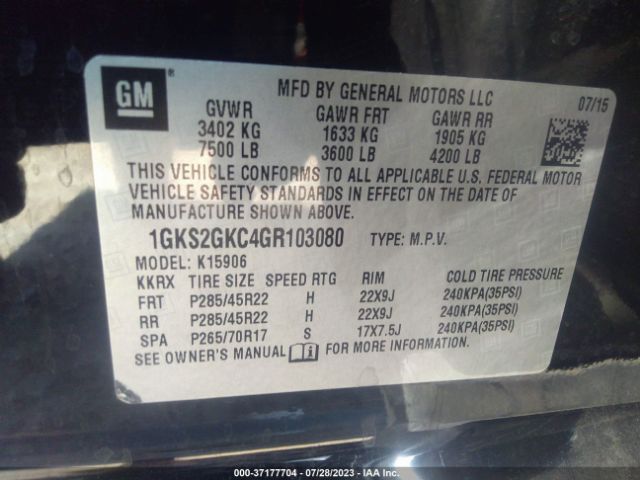 GM ®
MFD BY GENERAL MOTORS LLC 07/15
GVWR GAWR FRT GAWR RR
3402 KG 1633 KG 1905 KG
7500 LB 3600 LB 4200 LB
THIS VEHICLE CONFORMS TO ALL APPLICABLE U.S. FEDERAL MOTOR
VEHICLE SAFETY STANDARDS IN EFFECT ON THE DATE OF
MANUFACTURE SHOWN ABOVE.
1GKS2GKC4GR103080 TYPE: M.P.V.
MODEL: K15906
KKRX TIRE SIZE SPEED RTG RIM COLD TIRE PRESSURE
FRT P285/45R22 H 22X9J 240KPA(35PSI)
RR P285/45R22 H 22X9J 240KPA(35PSI)
SPA P265/70R17 S 17X7.5J 240KPA(35PSI)
SEE OWNER'S MANUAL i FOR MORE INFORMATION.
000-37177704 - 07/28/2023 - IAA Inc.